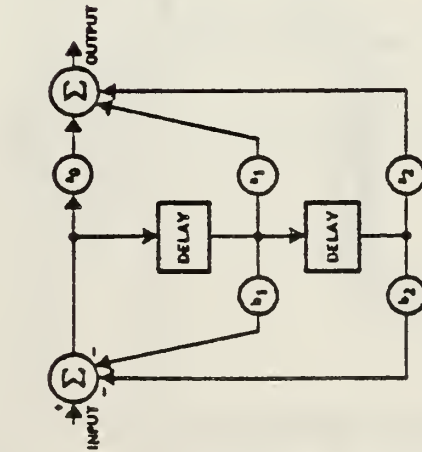 Σ
OUTPUT
a0
a1
a2
DELAY
DELAY
b1
b2
Σ
+
-
-
INPUT